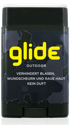 glide
OUTDOOR
VERHINDERT BLASEN,
WUNDSCHEUERN UND RAUE HAUT
KEIN DUFT